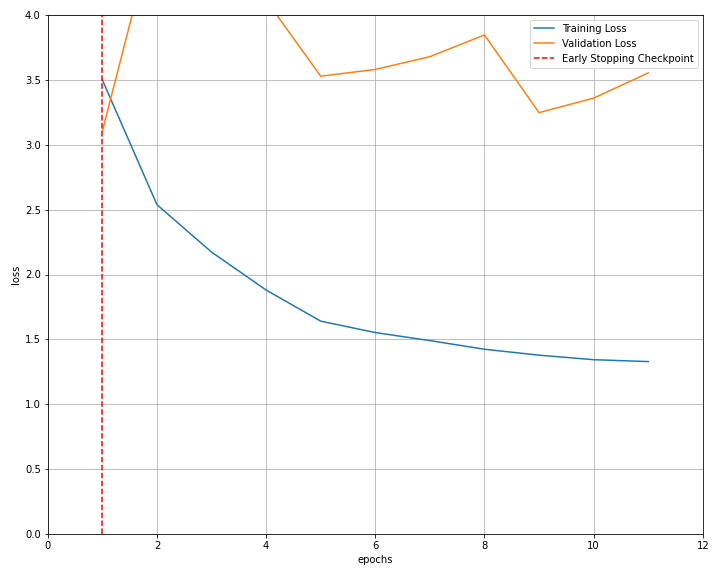 Training Loss
Validation Loss
Early Stopping Checkpoint
4.0
3.5
3.0
2.5
2.0
1.5
1.0
0.5
0.0
loss
0 2 4 6 8 10 12
epochs